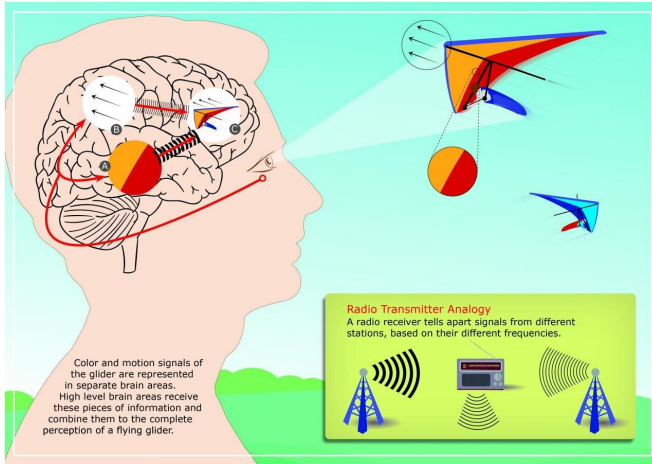 B
C
A
Color and motion signals of
the glider are represented
in separate brain areas.
High level brain areas receive
these pieces of information and
combine them to the complete
perception of a flying glider.
Radio Transmitter Analogy
A radio receiver tells apart signals from different
stations, based on their different frequencies.